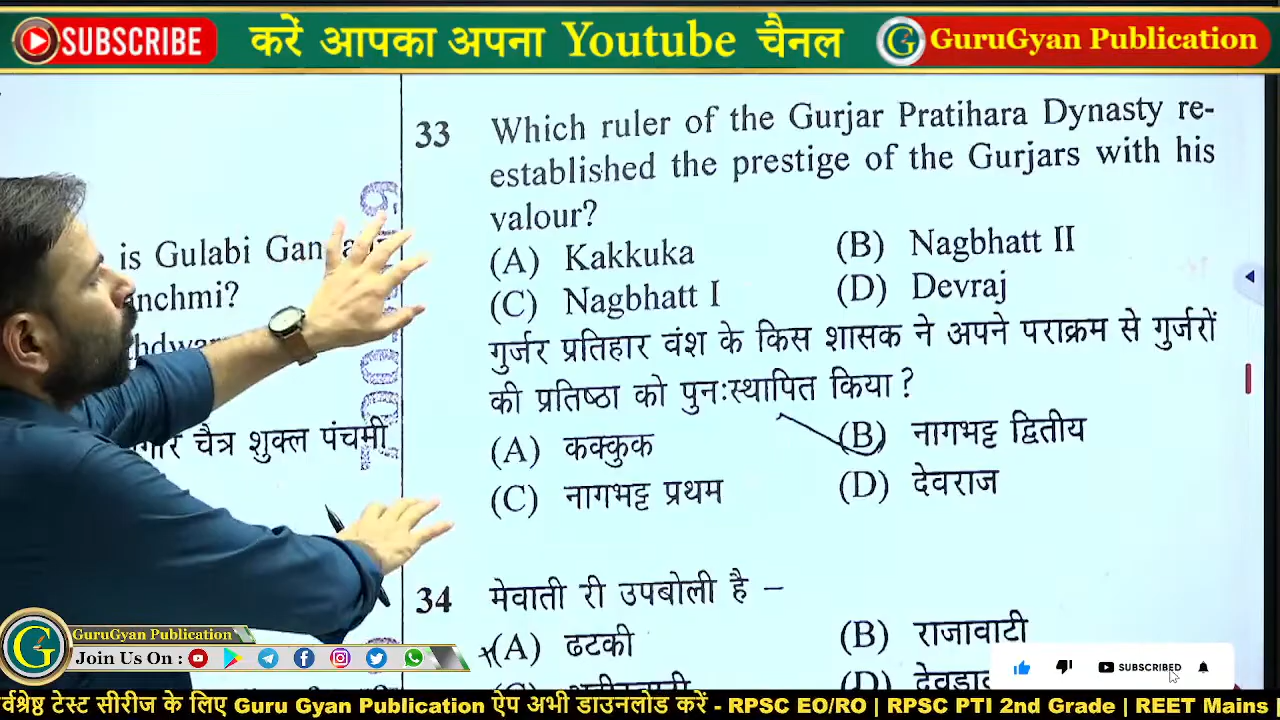 SUBSCRIBE करें आपका अपना Youtube चैनल GuruGyan Publication
is Gulabi Gan
anchmi?
hdwar
चैत्र शुक्ल पंचमी
33 Which ruler of the Gurjar Pratihara Dynasty re-
established the prestige of the Gurjars with his
valour?
(A) Kakkuka (B) Nagbhatt II
(C) Nagbhatt I (D) Devraj
गुर्जर प्रतिहार वंश के किस शासक ने अपने पराक्रम से गुर्जरों
की प्रतिष्ठा को पुनःस्थापित किया ?
(A) कक्कुक (B) नागभट्ट द्वितीय
(C) नागभट्ट प्रथम (D) देवराज
34 मेवाती री उपबोली है –
(A) ढटकी (B) राजावाटी
(D)
GuruGyan Publication
Join Us On :
SUBSCRIBED
र्वश्रेष्ठ टेस्ट सीरीज के लिए Guru Gyan Publication ऐप अभी डाउनलोड करें - RPSC EO/RO | RPSC PTI 2nd Grade | REET Mains |